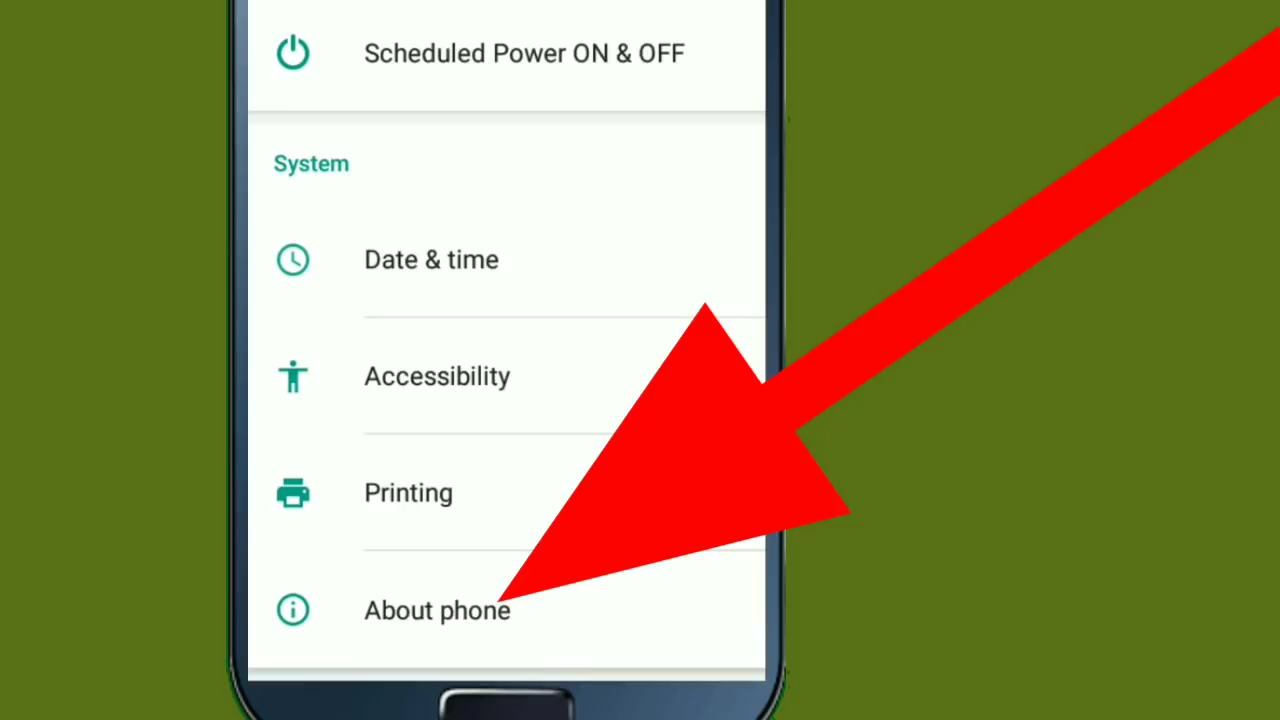 Scheduled Power ON & OFF
System
Date & time
Accessibility
Printing
About phone